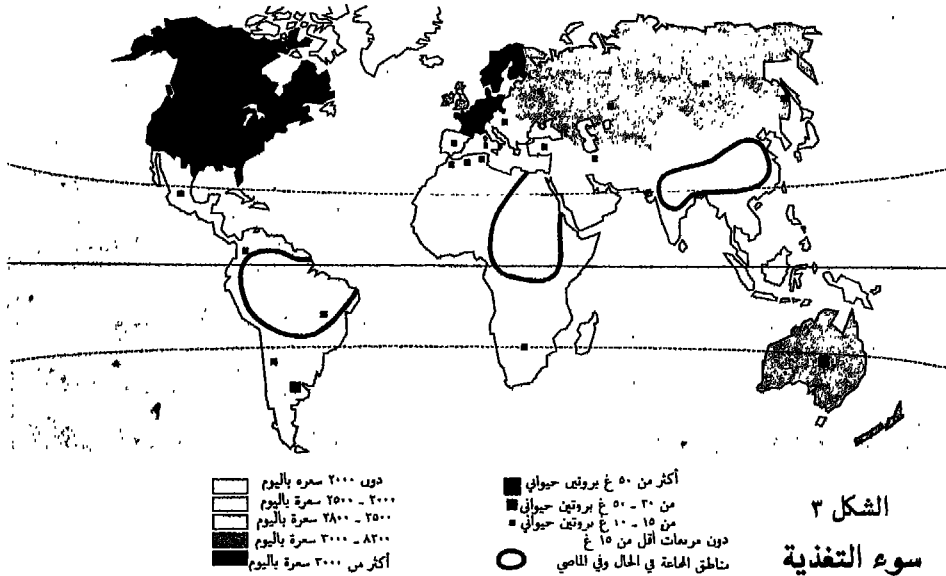 الشكل ٣
سوء التغذية
أكثر من ٥٠ غ بروتين حيواني
من ٣٠ - ٥٠ غ بروتين حيواني
من ١٥ - ١٠ غ بروتين حيواني
دون مربعات أقل من ١٥ غ
مناطق المجاعة في الحال وفي الماضي
دون ٢٠٠٠ سعره باليوم
٢٠٠٠ - ٢٥٠٠ سعرة باليوم
٢٥٠٠ - ٢٨٠٠ سعرة باليوم
٨٢٠٠ - ٣٠٠٠ سعرة باليوم
أكثر من ٣٠٠٠ سعرة باليوم